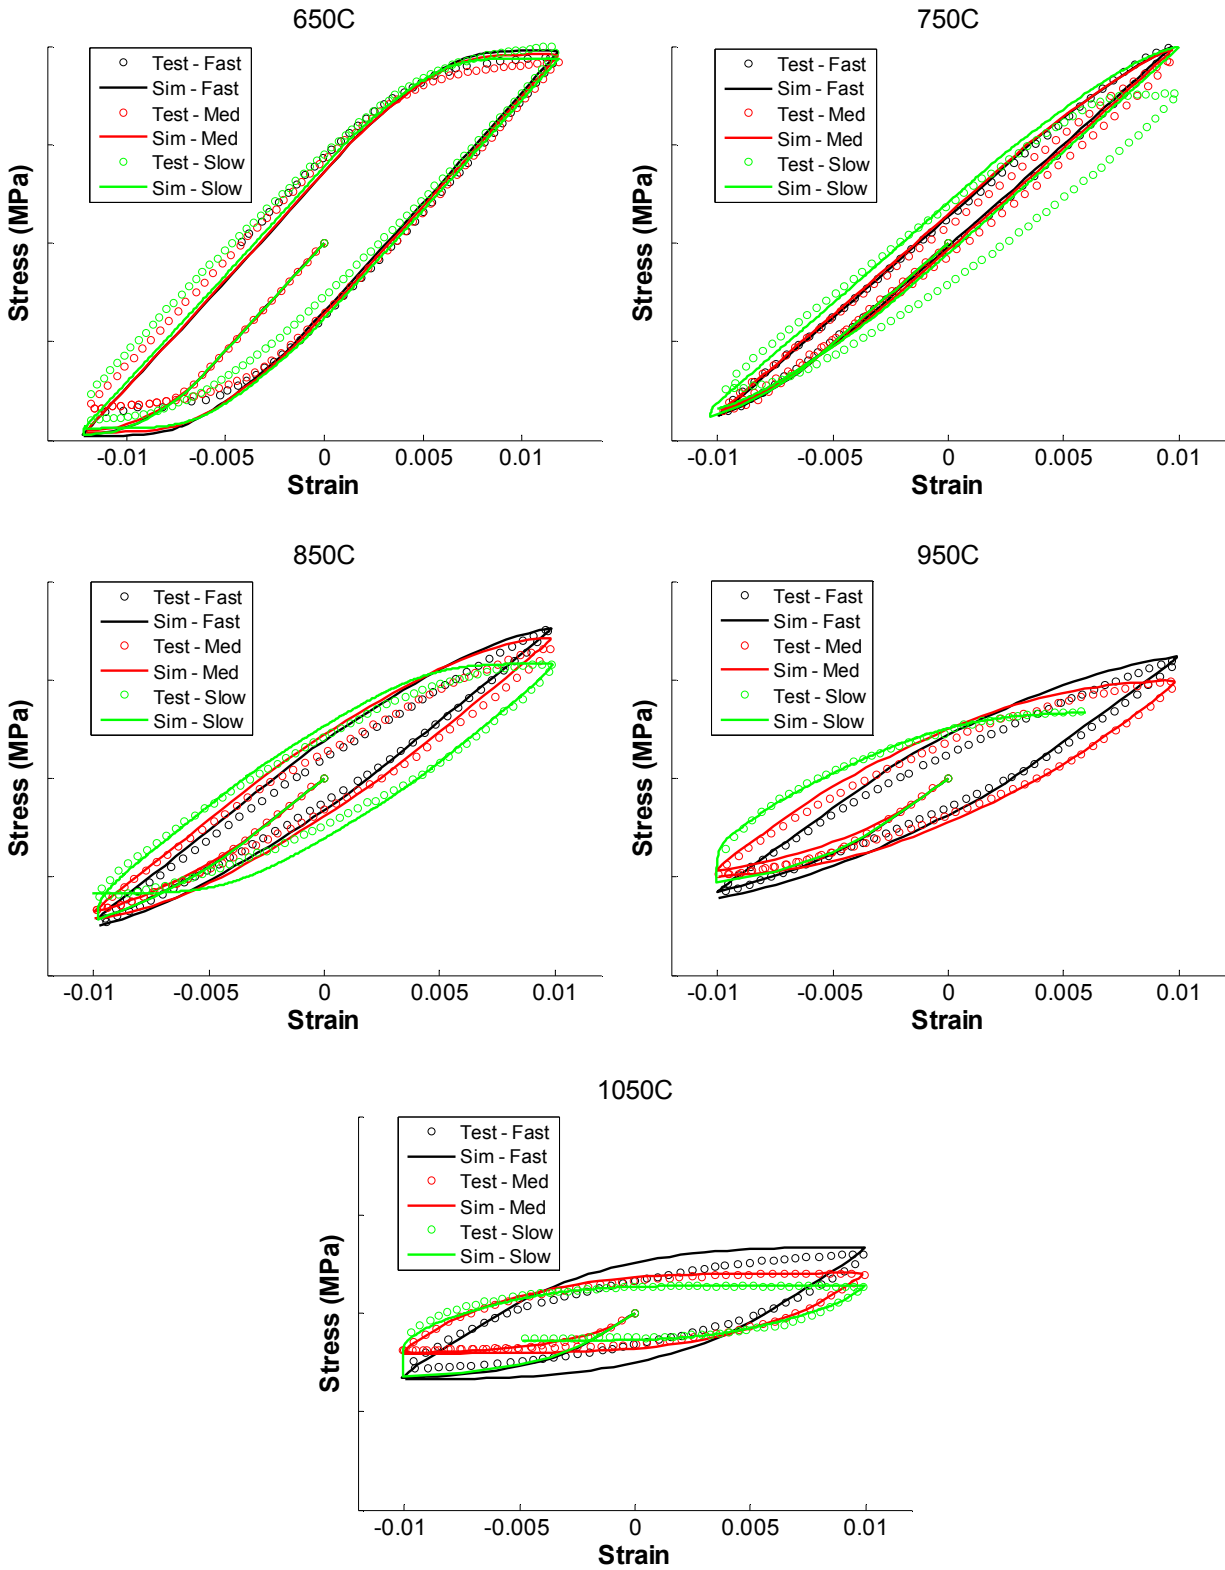 650C
Test - Fast
Sim - Fast
Test - Med
Sim - Med
Test - Slow
Sim - Slow
Stress (MPa)
-0.01 -0.005 0 0.005 0.01
Strain
750C
Test - Fast
Sim - Fast
Test - Med
Sim - Med
Test - Slow
Sim - Slow
Stress (MPa)
-0.01 -0.005 0 0.005 0.01
Strain
850C
Test - Fast
Sim - Fast
Test - Med
Sim - Med
Test - Slow
Sim - Slow
Stress (MPa)
-0.01 -0.005 0 0.005 0.01
Strain
950C
Test - Fast
Sim - Fast
Test - Med
Sim - Med
Test - Slow
Sim - Slow
Stress (MPa)
-0.01 -0.005 0 0.005 0.01
Strain
1050C
Test - Fast
Sim - Fast
Test - Med
Sim - Med
Test - Slow
Sim - Slow
Stress (MPa)
-0.01 -0.005 0 0.005 0.01
Strain